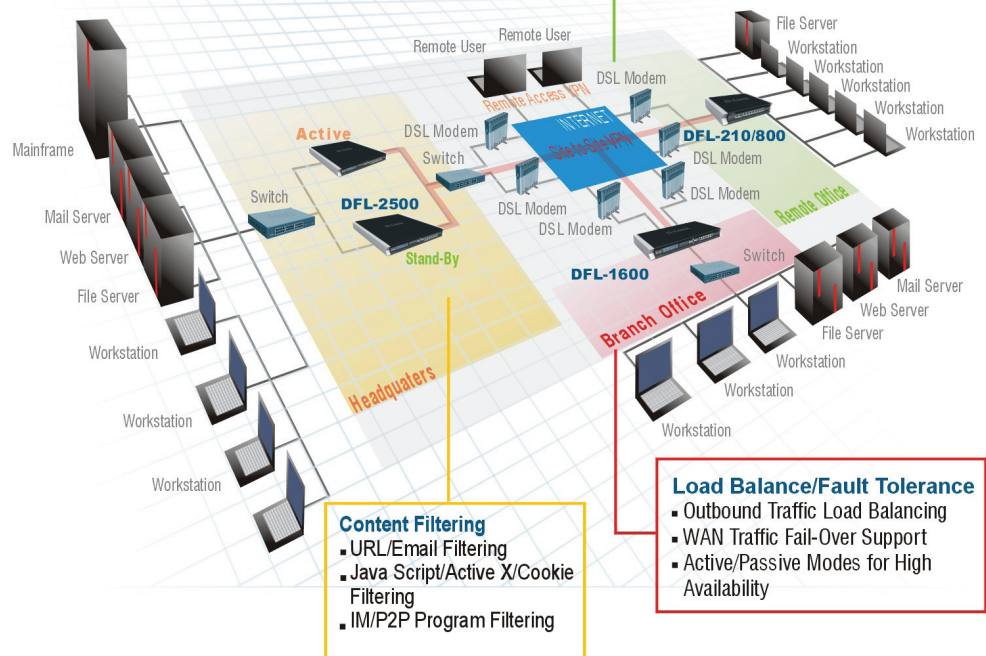 File Server
Remote User
Remote User
Workstation
Workstation
Workstation
Workstation
Workstation
DSL Modem
Remote Access VPN
Mainframe
Active
DSL Modem
INTERNET
Site-to-Site VPN
DFL-210/800
DSL Modem
Switch
Switch
DFL-2500
DSL Modem
DSL Modem
DSL Modem
Remote Office
Mail Server
Web Server
File Server
Stand-By
DFL-1600
Switch
Mail Server
Web Server
File Server
Branch Office
Headquaters
Workstation
Workstation
Workstation
Workstation
Workstation
Workstation
Content Filtering
▪ URL/Email Filtering
▪ Java Script/Active X/Cookie
Filtering
▪ IM/P2P Program Filtering
Load Balance/Fault Tolerance
▪ Outbound Traffic Load Balancing
▪ WAN Traffic Fail-Over Support
▪ Active/Passive Modes for High
Availability